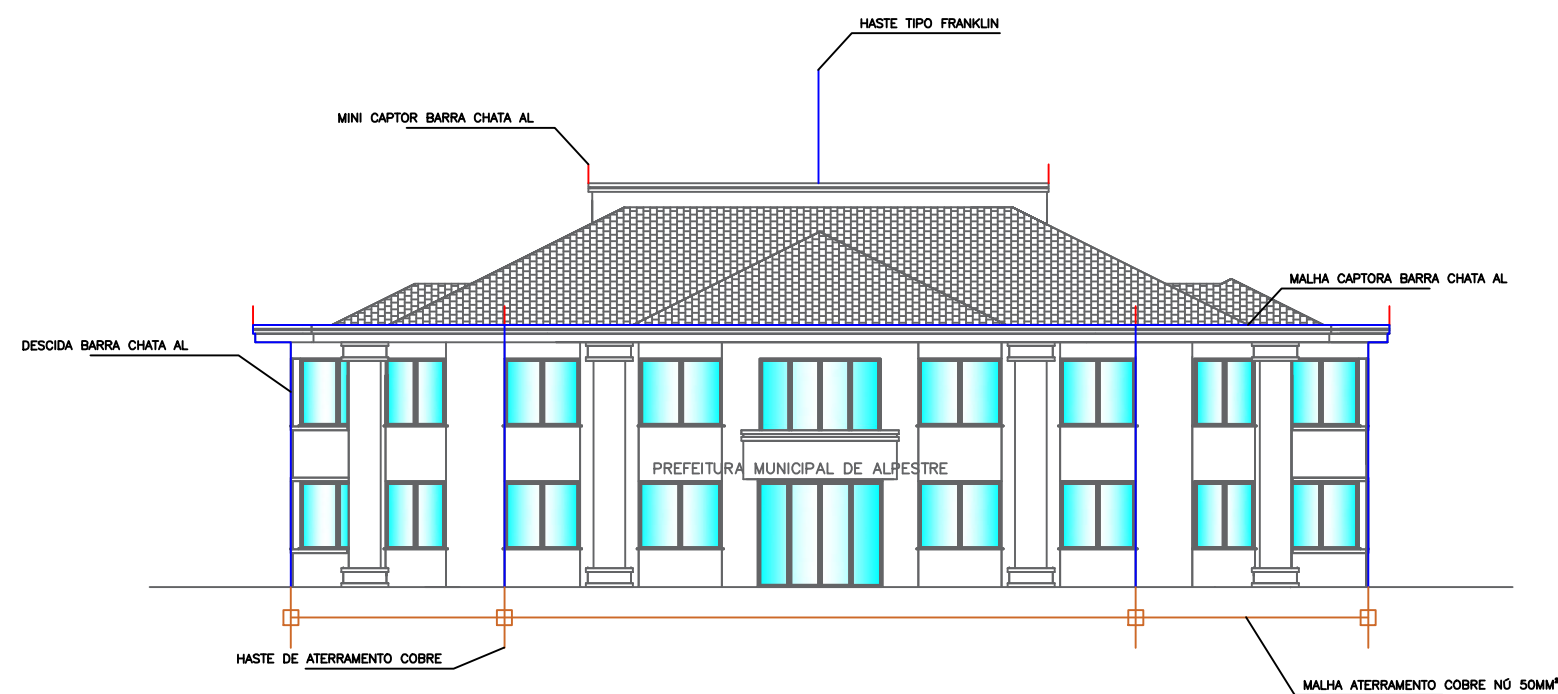 HASTE TIPO FRANKLIN
MINI CAPTOR BARRA CHATA AL
MALHA CAPTORA BARRA CHATA AL
DESCIDA BARRA CHATA AL
PREFEITURA MUNICIPAL DE ALPESTRE
HASTE DE ATERRAMENTO COBRE
MALHA ATERRAMENTO COBRE NÚ 50MM²